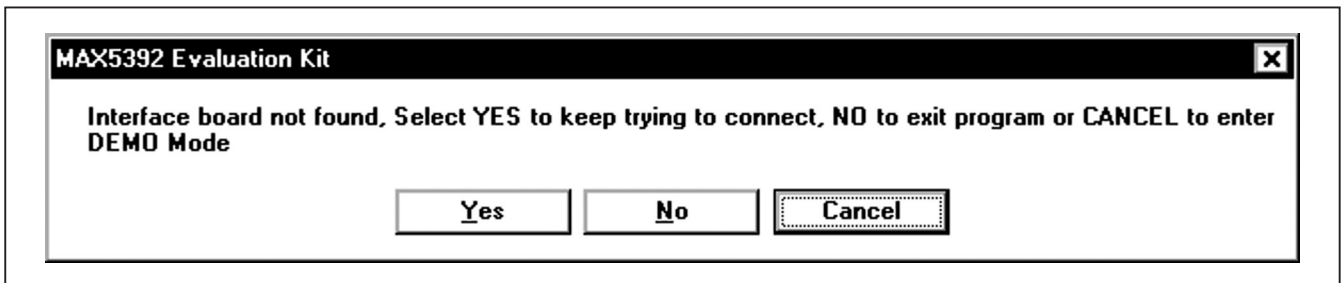 MAX5392 Evaluation Kit
Interface board not found, Select YES to keep trying to connect, NO to exit program or CANCEL to enter
DEMO Mode
Yes No Cancel